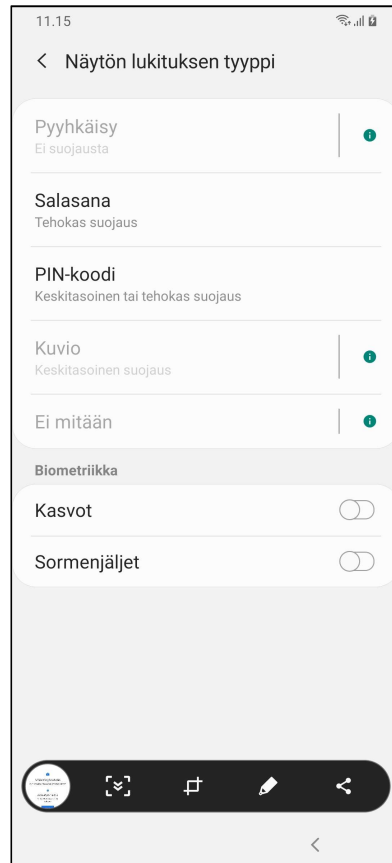 11.15
Näytön lukituksen tyyppi
Pyyhkäisy
Ei suojausta
Salasana
Tehokas suojaus
PIN-koodi
Keskitasoinen tai tehokas suojaus
Kuvio
Keskitasoinen suojaus
Ei mitään
Biometriikka
Kasvot
Sormenjäljet